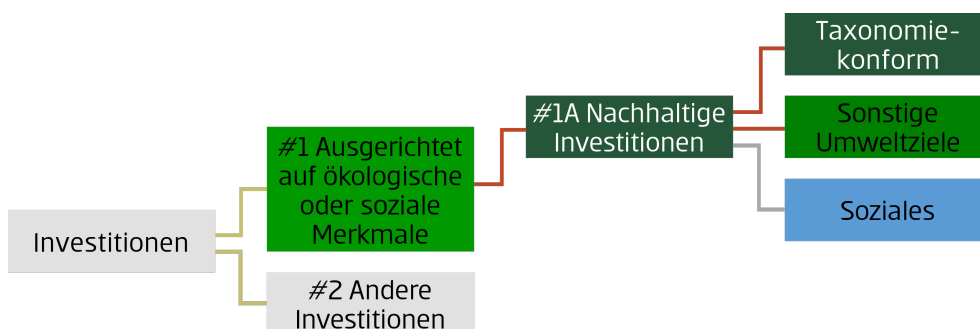 Investitionen
#1 Ausgerichtet
auf ökologische
oder soziale
Merkmale
#2 Andere
Investitionen
#1A Nachhaltige
Investitionen
Taxonomie-
konform
Sonstige
Umweltziele
Soziales